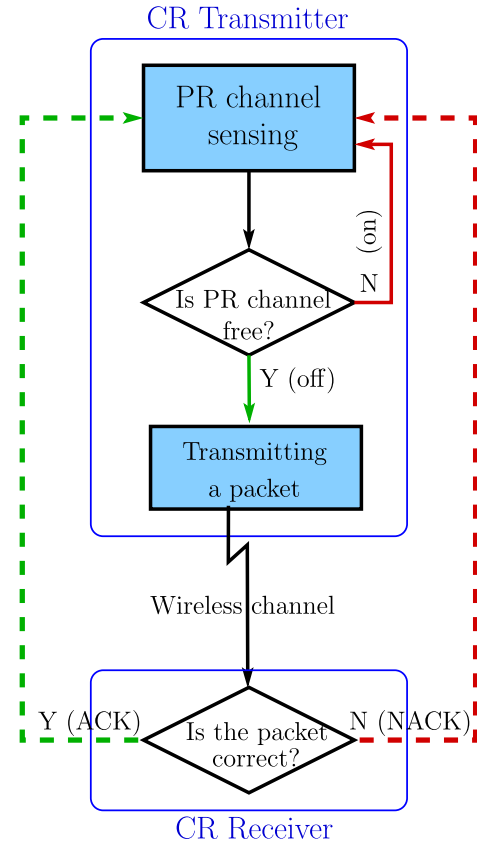 CR Transmitter
PR channel
sensing
(on)
N
Is PR channel
free?
Y (off)
Transmitting
a packet
Wireless channel
Y (ACK)
N (NACK)
Is the packet
correct?
CR Receiver